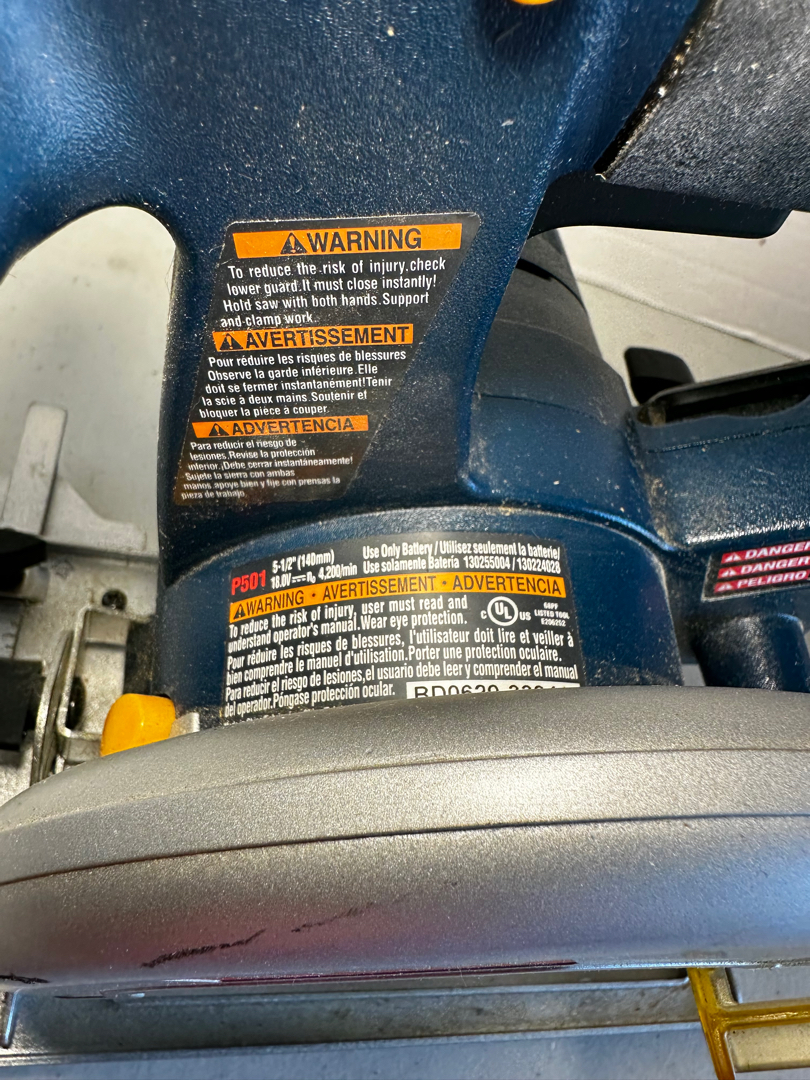 WARNING
To reduce the risk of injury,check
lower guard.It must close instantly!
Hold saw with both hands.Support
and clamp work.
AVERTISSEMENT
Pour réduire les risques de blessures
Observe la garde inférieure.Elle
doit se fermer instantanément!Tenir
la scie à deux mains.Soutenir et
bloquer la pièce à couper.
ADVERTENCIA
Para reducir el riesgo de
lesiones,Revise la protección
inferior.¡Debe cerrar instantáneamente!
Sujete la sierra con ambas
manos,apoye bien y fije con prensas la
pieza de trabajo.
P501 5-1/2" (140mm) Use Only Battery / Utilisez seulement la batterie/
18.0V nₒ 4,200/min Use solamente Batería 130255004 / 130224028
WARNING • AVERTISSEMENT • ADVERTENCIA
To reduce the risk of injury, user must read and
understand operator's manual.Wear eye protection.
C UL US 66PF LISTED TOOL E206252
Pour réduire les risques de blessures, l'utilisateur doit lire et veiller à
bien comprendre le manuel d'utilisation.Porter une protection oculaire.
Para reducir el riesgo de lesiones,el usuario debe leer y comprender el manual
del operador.Póngase protección ocular.
DANGER
DANGER
PELIGRO